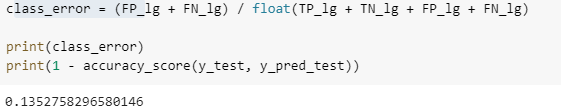 class_error = (FP_lg + FN_lg) / float(TP_lg + TN_lg + FP_lg + FN_lg)
print(class_error)
print(1 - accuracy_score(y_test, y_pred_test))
0.1352758296580146